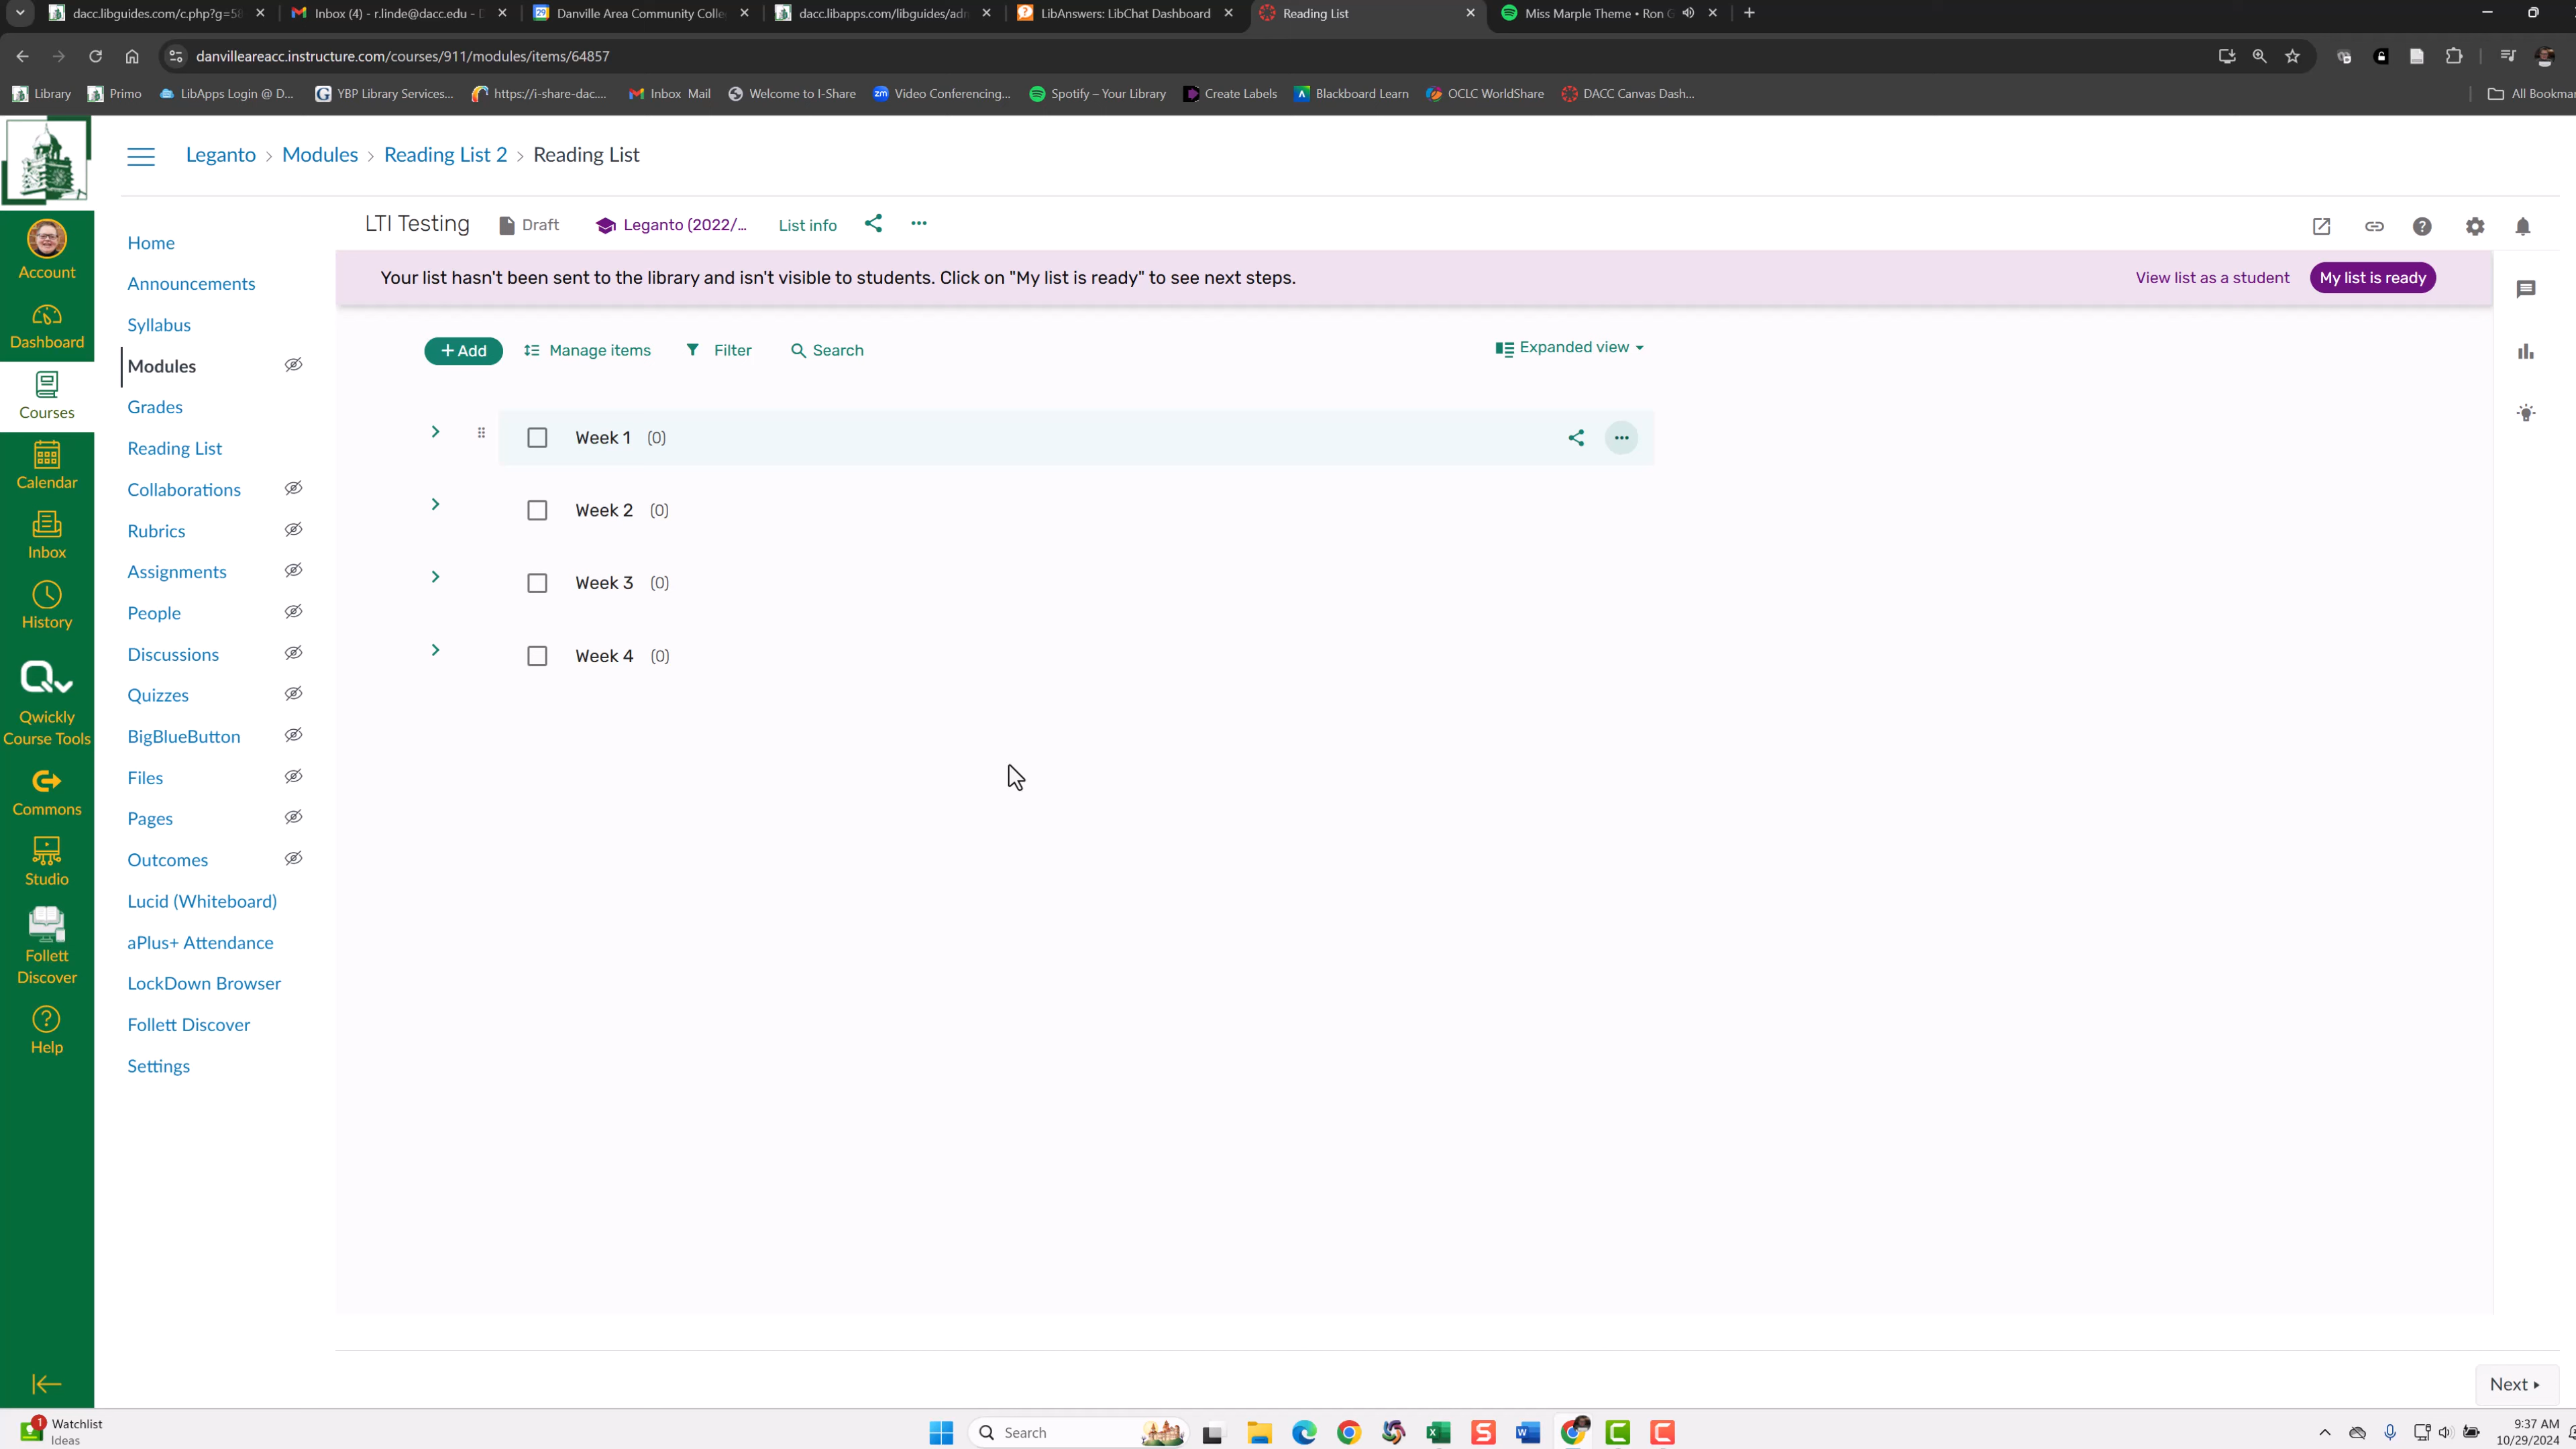 dacc.libguides.com/c.php?g=58
Inbox (4) - r.linde@dacc.edu - D
Danville Area Community Colle
dacc.libapps.com/libguides/adm
LibAnswers: LibChat Dashboard
Reading List
Miss Marple Theme • Ron G
danvilleareacc.instructure.com/courses/911/modules/items/64857
Library
Primo
LibApps Login @ D...
YBP Library Services...
https://i-share-dac....
Inbox Mail
Welcome to I-Share
Video Conferencing...
Spotify – Your Library
Create Labels
Blackboard Learn
OCLC WorldShare
DACC Canvas Dash...
All Bookmar
Leganto > Modules > Reading List 2 > Reading List
LTI Testing
Draft
Leganto (2022/...
List info
Your list hasn't been sent to the library and isn't visible to students. Click on "My list is ready" to see next steps.
View list as a student
My list is ready
+ Add
Manage items
Filter
Search
Expanded view
Week 1 (0)
Week 2 (0)
Week 3 (0)
Week 4 (0)
Account
Dashboard
Courses
Calendar
Inbox
History
Qwickly
Course Tools
Commons
Studio
Follett
Discover
Help
Home
Announcements
Syllabus
Modules
Grades
Reading List
Collaborations
Rubrics
Assignments
People
Discussions
Quizzes
BigBlueButton
Files
Pages
Outcomes
Lucid (Whiteboard)
aPlus+ Attendance
LockDown Browser
Follett Discover
Settings
Next
1
Watchlist
Ideas
Search
9:37 AM
10/29/2024